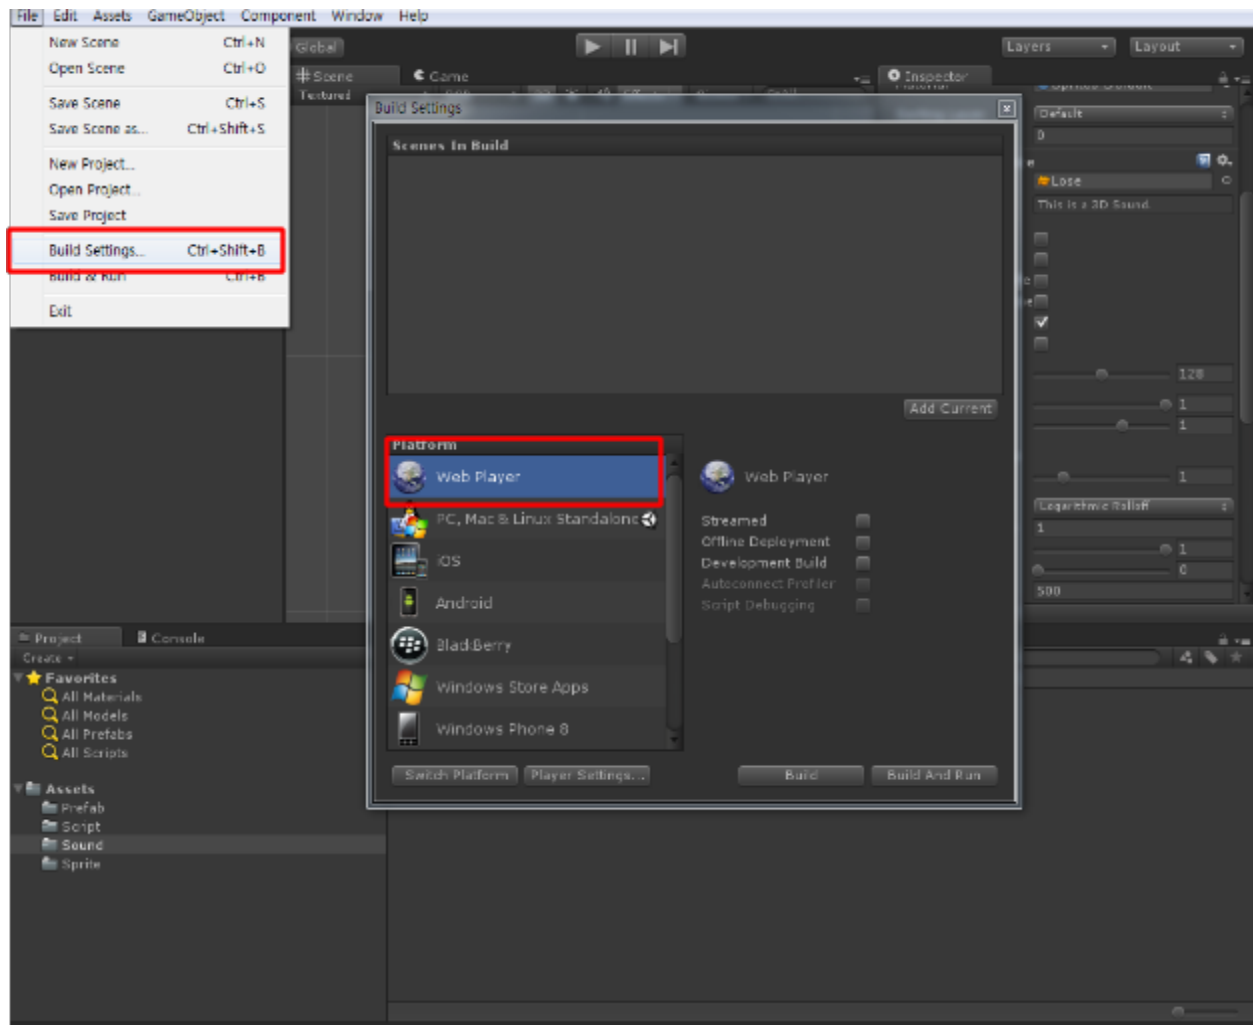 File Edit Assets GameObject Component Window Help
New Scene Ctrl+N
Open Scene Ctrl+O
Save Scene Ctrl+S
Save Scene as... Ctrl+Shift+S
New Project...
Open Project...
Save Project
Build Settings... Ctrl+Shift+B
Build & Run Ctrl+B
Exit
Global
Layers Layout
Scene Game Inspector
Textured
Material
Build Settings
Scenes In Build
Add Current
Platform
Web Player
PC, Mac & Linux Standalone
iOS
Android
BlackBerry
Windows Store Apps
Windows Phone 8
Web Player
Streamed
Offline Deployment
Development Build
Autoconnect Profiler
Script Debugging
Switch Platform Player Settings... Build Build And Run
Default
0
Lose
This is a 3D Sound.
128
1
1
1
Logarithmic Rolloff
1
1
0
500
Project Console
Create
Favorites
All Materials
All Models
All Prefabs
All Scripts
Assets
Prefab
Script
Sound
Sprite